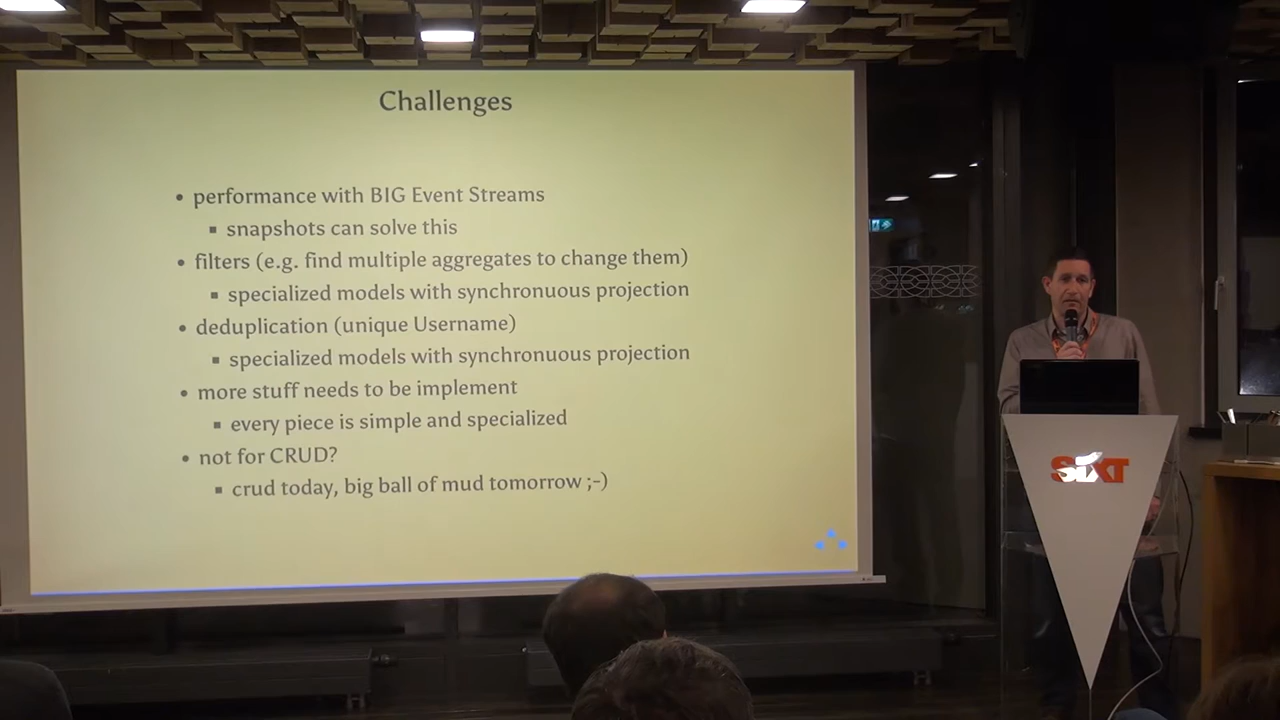 Challenges
• performance with BIG Event Streams
▪ snapshots can solve this
• filters (e.g. find multiple aggregates to change them)
▪ specialized models with synchronuous projection
• deduplication (unique Username)
▪ specialized models with synchronuous projection
• more stuff needs to be implement
▪ every piece is simple and specialized
• not for CRUD?
▪ crud today, big ball of mud tomorrow ;-)
SIXT